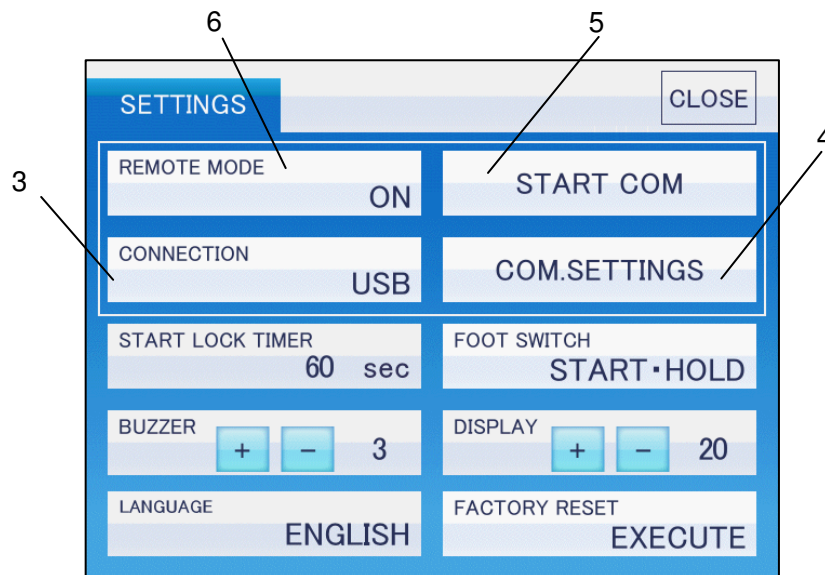 6 5
SETTINGS CLOSE
4
REMOTE MODE
ON
START COM
3
CONNECTION
USB
COM.SETTINGS
START LOCK TIMER
60 sec
FOOT SWITCH
START・HOLD
BUZZER
+ - 3
DISPLAY
+ - 20
LANGUAGE
ENGLISH
FACTORY RESET
EXECUTE